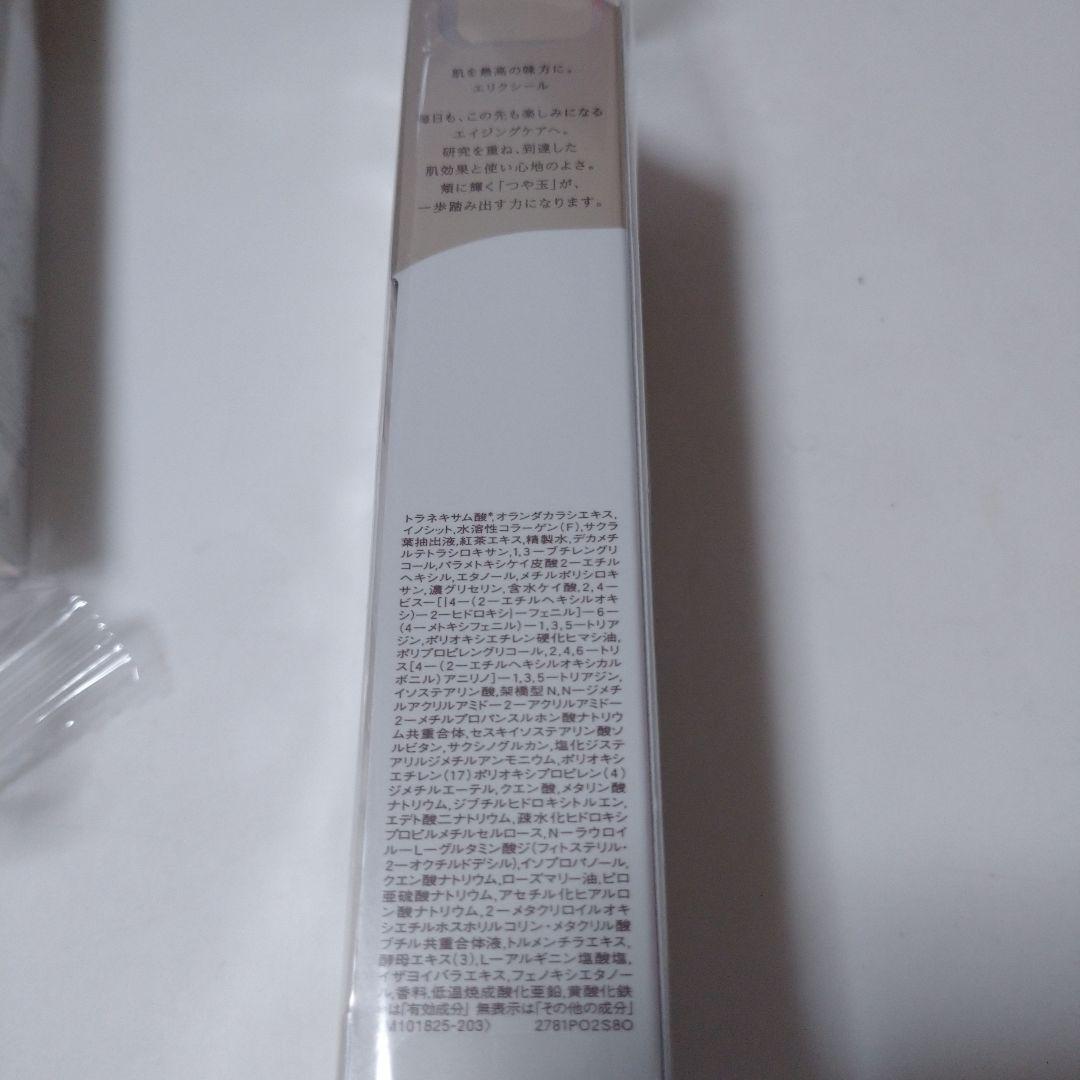 肌を最高の味方に。
エリクシール
毎日も、この先も楽しみになる
エイジングケアへ。
研究を重ね、到達した
肌効果と使い心地のよさ。
頬に輝く「つや玉」が、
一歩踏み出す力になります。
トラネキサム酸*,オランダカラシエキス,
イノシット,水溶性コラーゲン(F),サクラ
葉抽出液,紅茶エキス,精製水,デカメチ
ルテトラシロキサン,1,3ーブチレングリ
コール,パラメトキシケイ皮酸2ーエチル
ヘキシル,エタノール,メチルポリシロキ
サン,濃グリセリン,含水ケイ酸,2,4ー
ビスー[{4ー(2ーエチルヘキシルオキ
シ)ー2ーヒドロキシ}ーフェニル]ー6ー
(4ーメトキシフェニル)ー1,3,5ートリア
ジン,ポリオキシエチレン硬化ヒマシ油,
ポリプロピレングリコール,2,4,6ートリ
ス[4ー(2ーエチルヘキシルオキシカル
ボニル)アニリノ]ー1,3,5ートリアジン,
イソステアリン酸,架橋型N,Nージメチ
ルアクリルアミドー2ーアクリルアミドー
2ーメチルプロパンスルホン酸ナトリウ
ム共重合体,セスキイソステアリン酸ソ
ルビタン,サクシノグルカン,塩化ジステ
アリルジメチルアンモニウム,ポリオキシ
エチレン(17)ポリオキシプロピレン(4)
ジメチルエーテル,クエン酸,メタリン酸
ナトリウム,ジブチルヒドロキシトルエン,
エデト酸二ナトリウム,疎水化ヒドロキシ
プロピルメチルセルロース,Nーラウロイ
ルーLーグルタミン酸ジ(フィトステリル・
2ーオクチルドデシル),イソプロパノール,
クエン酸ナトリウム,ローズマリー油,ピロ
亜硫酸ナトリウム,アセチル化ヒアルロ
ン酸ナトリウム,2ーメタクリロイルオキ
シエチルホスホリルコリン・メタクリル酸
ブチル共重合体液,トルメンチラエキス,
酵母エキス(3),Lーアルギニン塩酸塩,
イザヨイバラエキス,フェノキシエタノー
ル,香料,低温焼成酸化亜鉛,黄酸化鉄
は「有効成分」 無表示は「その他の成分」
M101825-203) 2781P02S80